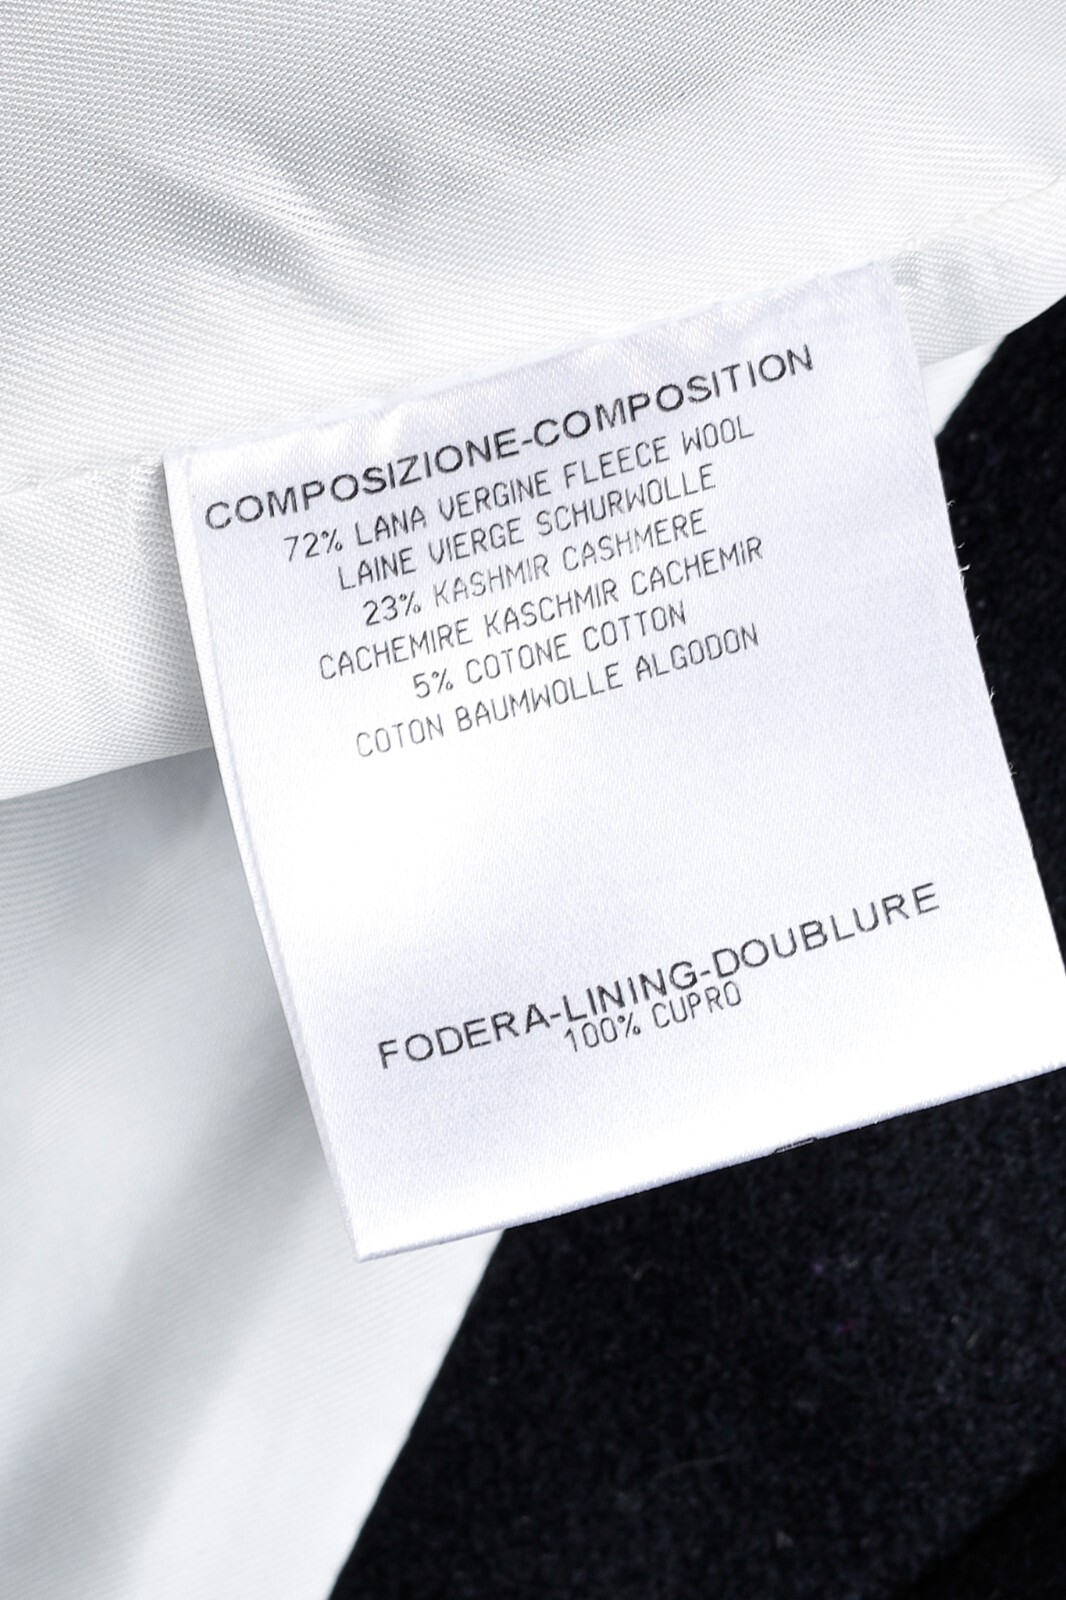 COMPOSIZIONE-COMPOSITION
72% LANA VERGINE FLEECE WOOL
LAINE VIERGE SCHURWOLLE
23% KASHMIR CASHMERE
CACHEMIRE KASCHMIR CACHEMIR
5% COTONE COTTON
COTON BAUMWOLLE ALGODON
FODERA-LINING-DOUBLURE
100% CUPRO